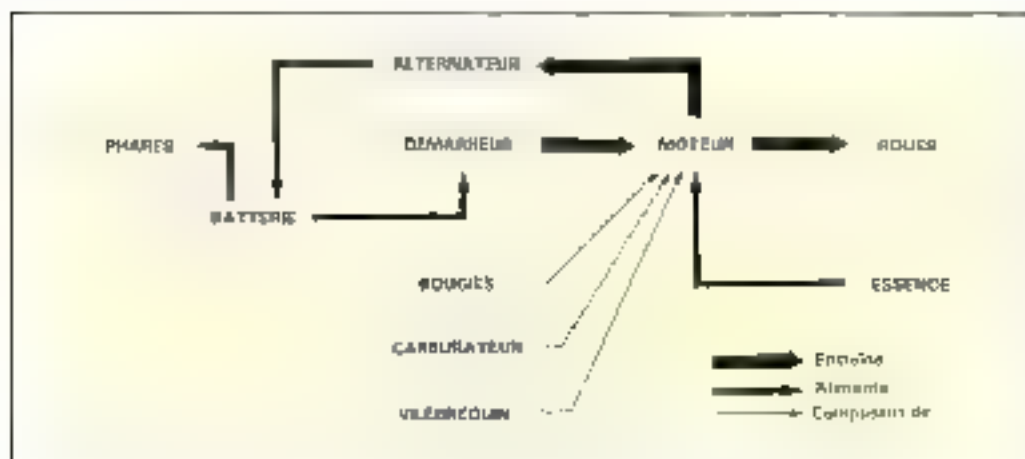 ALTERNATEUR
PHARES
DEMARREUR
MOTEUR
ROUES
BATTERIE
BOUGIES
ESSENCE
CARBURATEUR
VILEBREQUIN
Entraîne
Alimente
Composant de